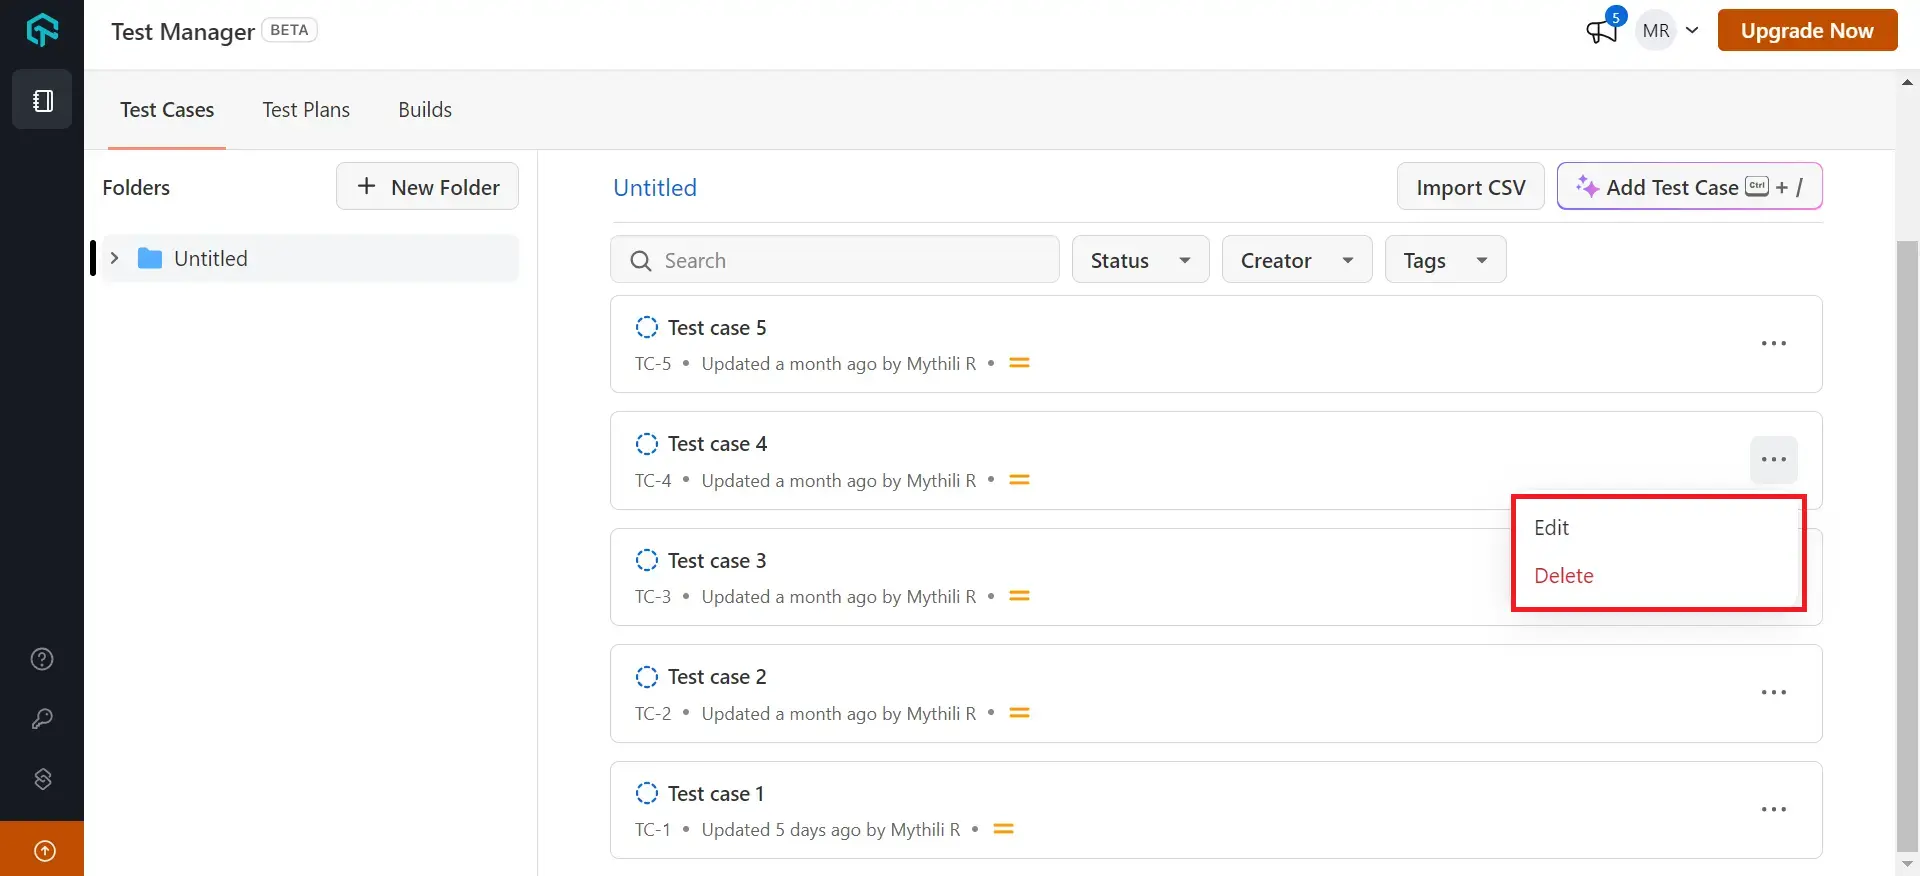 Test Manager BETA
5
MR
Upgrade Now
Test Cases
Test Plans
Builds
Folders
New Folder
Untitled
Untitled
Import CSV
Add Test Case Ctrl + /
Search
Status
Creator
Tags
Test case 5
TC-5 • Updated a month ago by Mythili R •
Test case 4
TC-4 • Updated a month ago by Mythili R •
Edit
Delete
Test case 3
TC-3 • Updated a month ago by Mythili R •
Test case 2
TC-2 • Updated a month ago by Mythili R •
Test case 1
TC-1 • Updated 5 days ago by Mythili R •